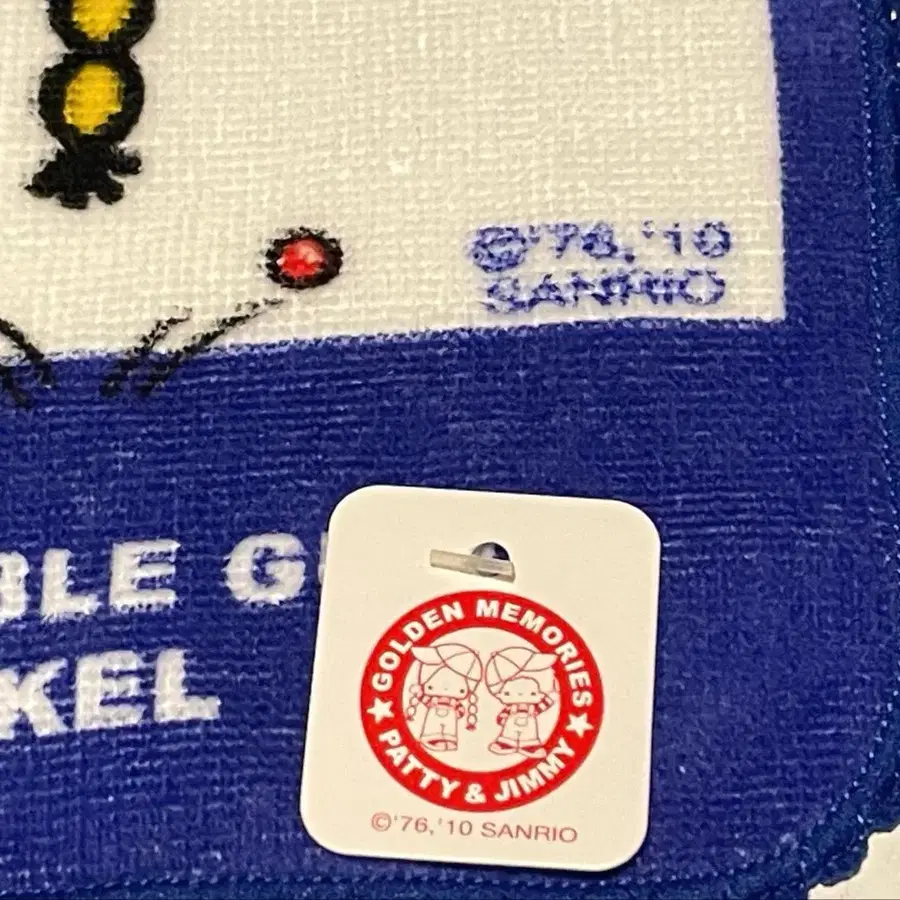 ©'76,'10
SANRIO
BLE G
KEL
★ GOLDEN MEMORIES ★
PATTY & JIMMY
©'76,'10 SANRIO